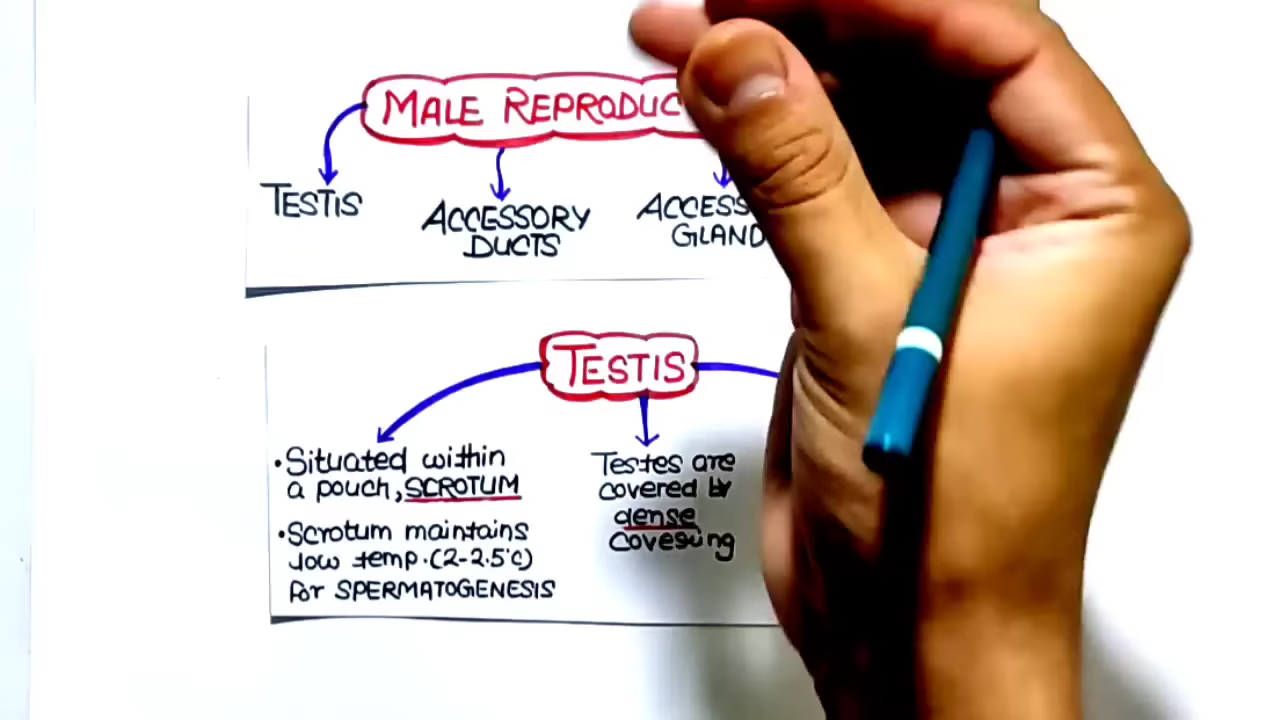 MALE REPRODUC
TESTIS
ACCESSORY
DUCTS
ACCESS
GLAND
TESTIS
•Situated within
a pouch, SCROTUM
•Scrotum maintains
low temp. (2-2.5°c)
for SPERMATOGENESIS
Testes are
covered by
dense
covering